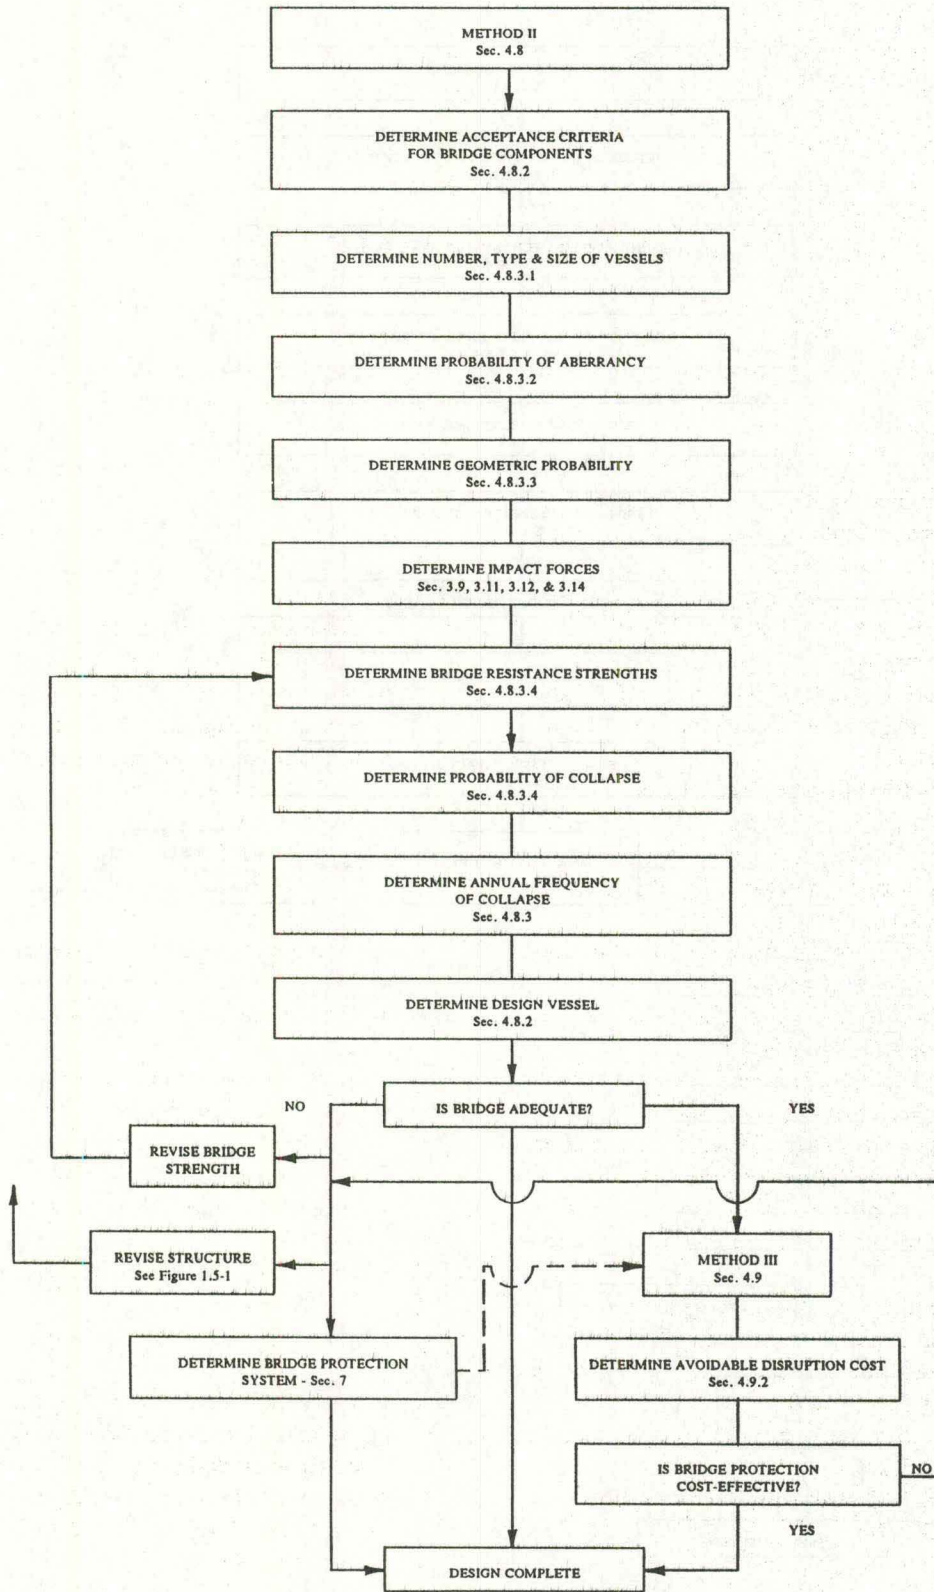 METHOD II
Sec. 4.8
DETERMINE ACCEPTANCE CRITERIA
FOR BRIDGE COMPONENTS
Sec. 4.8.2
DETERMINE NUMBER, TYPE & SIZE OF VESSELS
Sec. 4.8.3.1
DETERMINE PROBABILITY OF ABERRANCY
Sec. 4.8.3.2
DETERMINE GEOMETRIC PROBABILITY
Sec. 4.8.3.3
DETERMINE IMPACT FORCES
Sec. 3.9, 3.11, 3.12, & 3.14
DETERMINE BRIDGE RESISTANCE STRENGTHS
Sec. 4.8.3.4
DETERMINE PROBABILITY OF COLLAPSE
Sec. 4.8.3.4
DETERMINE ANNUAL FREQUENCY
OF COLLAPSE
Sec. 4.8.3
DETERMINE DESIGN VESSEL
Sec. 4.8.2
NO
IS BRIDGE ADEQUATE?
YES
REVISE BRIDGE
STRENGTH
REVISE STRUCTURE
See Figure 1.5-1
METHOD III
Sec. 4.9
DETERMINE BRIDGE PROTECTION
SYSTEM - Sec. 7
DETERMINE AVOIDABLE DISRUPTION COST
Sec. 4.9.2
IS BRIDGE PROTECTION
COST-EFFECTIVE?
NO
YES
DESIGN COMPLETE